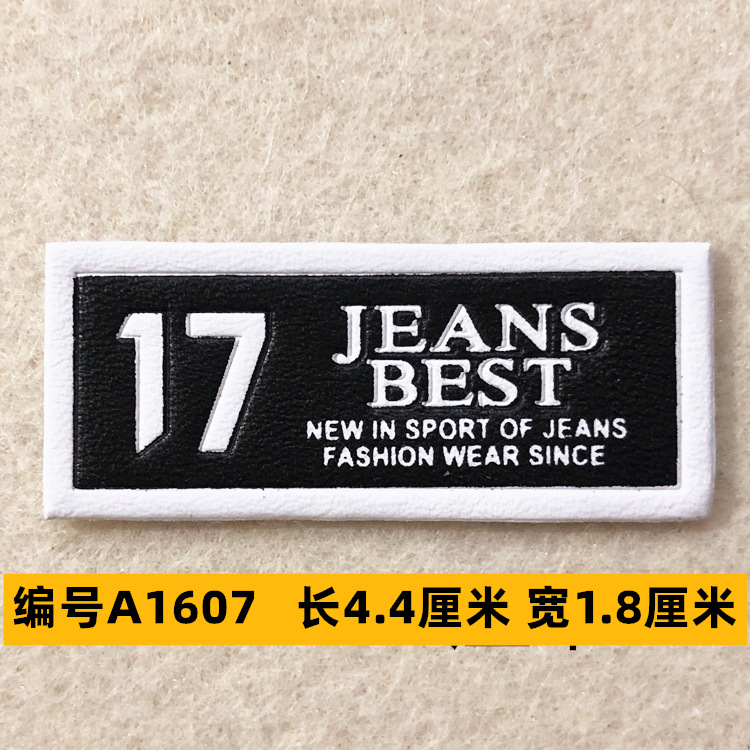 17
JEANS
BEST
NEW IN SPORT OF JEANS
FASHION WEAR SINCE
编号A1607 长4.4厘米 宽1.8厘米